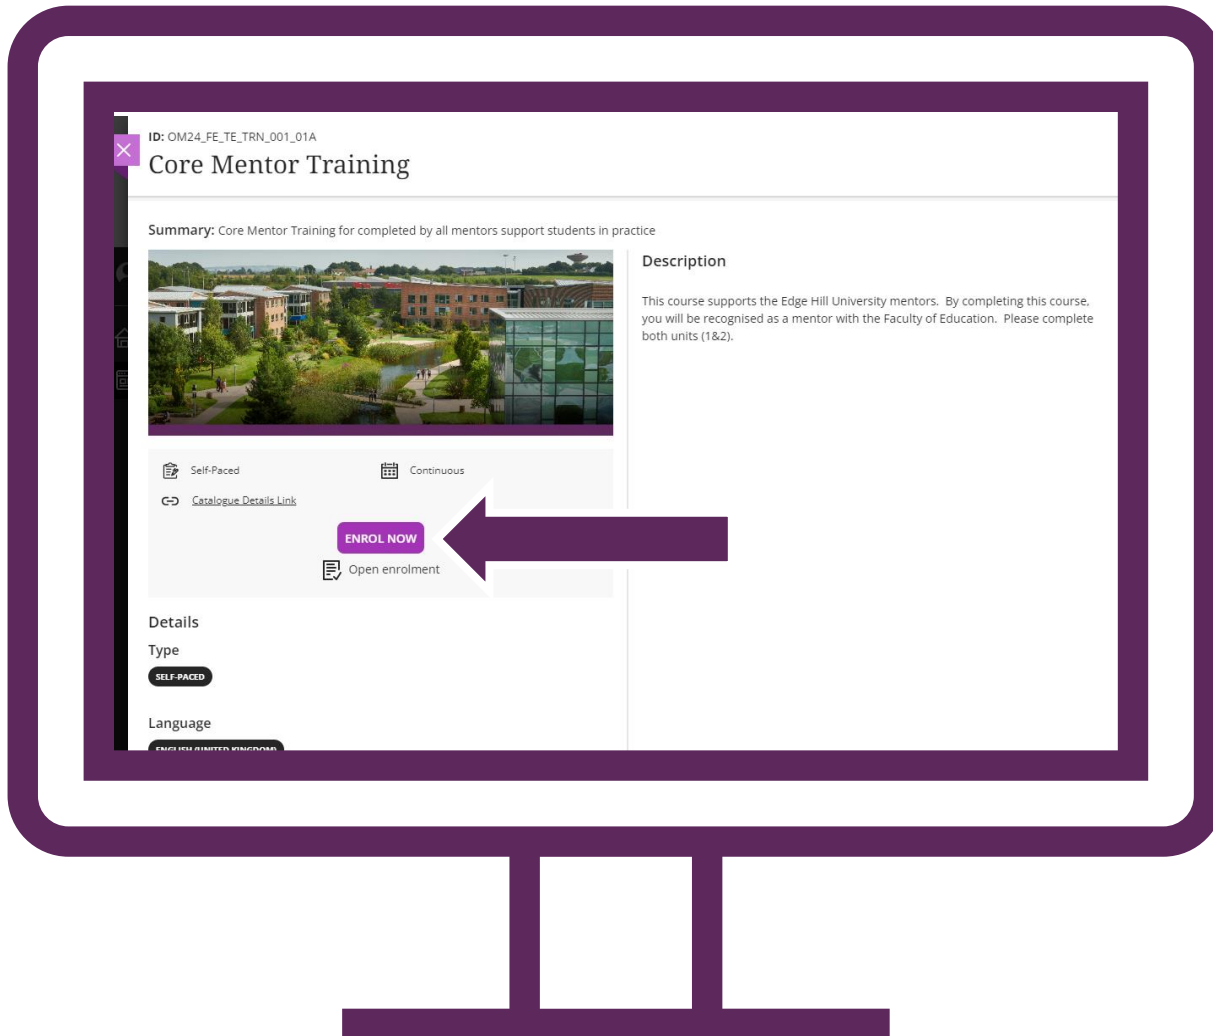 ID: OM24_FE_TE_TRN_001_01A
Core Mentor Training
Summary: Core Mentor Training for completed by all mentors support students in practice
Description
This course supports the Edge Hill University mentors. By completing this course,
you will be recognised as a mentor with the Faculty of Education. Please complete
both units (1&2).
Self-Paced
Continuous
Catalogue Details Link
ENROL NOW
Open enrolment
Details
Type
SELF-PACED
Language
ENGLISH (UNITED KINGDOM)